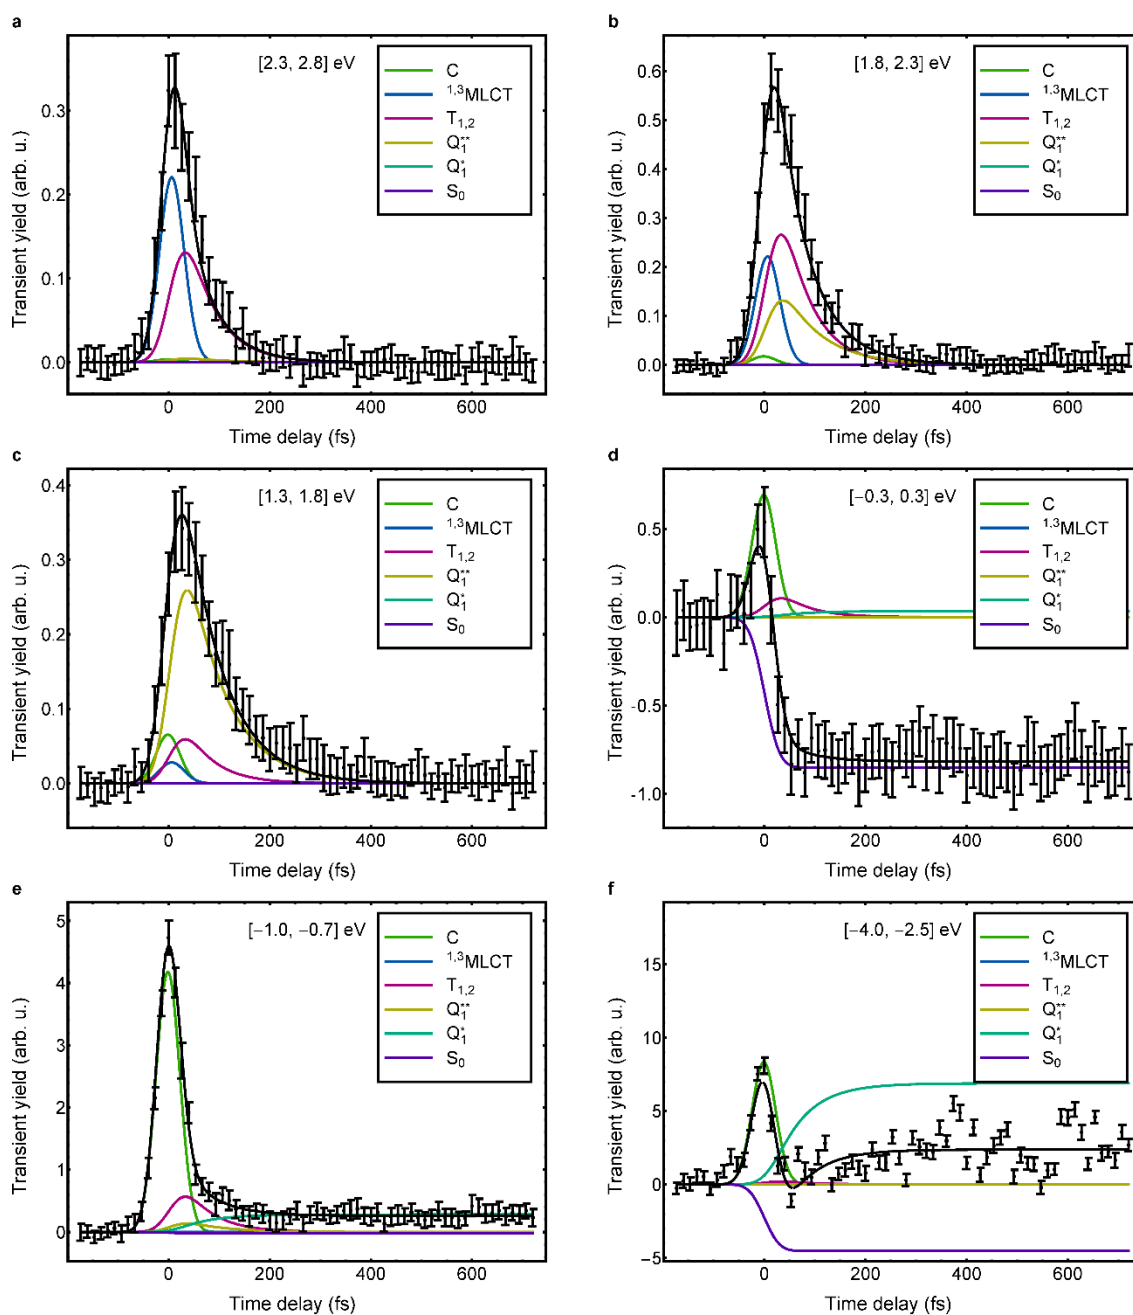 a
[2.3, 2.8] eV
C
1,3MLCT
T1,2
Q1**
Q1*
S0
0.3
0.2
0.1
0.0
Transient yield (arb. u.)
0 200 400 600
Time delay (fs)
b
[1.8, 2.3] eV
C
1,3MLCT
T1,2
Q1**
Q1*
S0
0.6
0.5
0.4
0.3
0.2
0.1
0.0
Transient yield (arb. u.)
0 200 400 600
Time delay (fs)
c
[1.3, 1.8] eV
C
1,3MLCT
T1,2
Q1**
Q1*
S0
0.4
0.3
0.2
0.1
0.0
Transient yield (arb. u.)
0 200 400 600
Time delay (fs)
d
[−0.3, 0.3] eV
C
1,3MLCT
T1,2
Q1**
Q1*
S0
0.5
0.0
-0.5
-1.0
Transient yield (arb. u.)
0 200 400 600
Time delay (fs)
e
[−1.0, −0.7] eV
C
1,3MLCT
T1,2
Q1**
Q1*
S0
5
4
3
2
1
0
Transient yield (arb. u.)
0 200 400 600
Time delay (fs)
f
[−4.0, −2.5] eV
C
1,3MLCT
T1,2
Q1**
Q1*
S0
15
10
5
0
−5
Transient yield (arb. u.)
0 200 400 600
Time delay (fs)